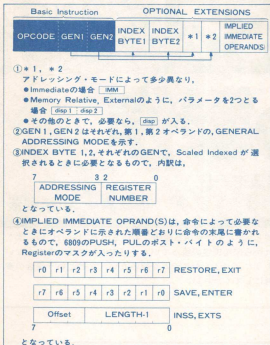 Basic Instruction
OPTIONAL EXTENSIONS
OPCODE GEN1 GEN2 INDEX BYTE1 INDEX BYTE2 *1 *2 IMPLIED IMMEDIATE OPERAND(S)
①*1, *2
アドレッシング・モードによって多少異なり,
●Immediateの場合 IMM
●Memory Relative, Externalのように, パラメータを2つとる
場合 disp 1 disp 2
●その他のときで, 必要なら, disp が入る.
②GEN1, GEN2はそれぞれ, 第1, 第2オペランドの, GENERAL
ADDRESSING MODEを示す.
③INDEX BYTE 1,2, それぞれのGENで, Scaled Indexedが選
択されるときに必要となるもので, 内訳は,
7 3 2 0
ADDRESSING MODE REGISTER NUMBER
となっている.
④IMPLIED IMMEDIATE OPRAND(S)は, 命令によって必要な
ときにオペランドに示された順番どおりに命令の末尾に書かれ
るもので, 6809のPUSH, PULのポスト・バイトのように,
Registerのマスクが入ったりする.
r0 r1 r2 r3 r4 r5 r6 r7 RESTORE, EXIT
r7 r6 r5 r4 r3 r2 r1 r0 SAVE, ENTER
Offset LENGTH-1 INSS, EXTS
7 0
となっている.